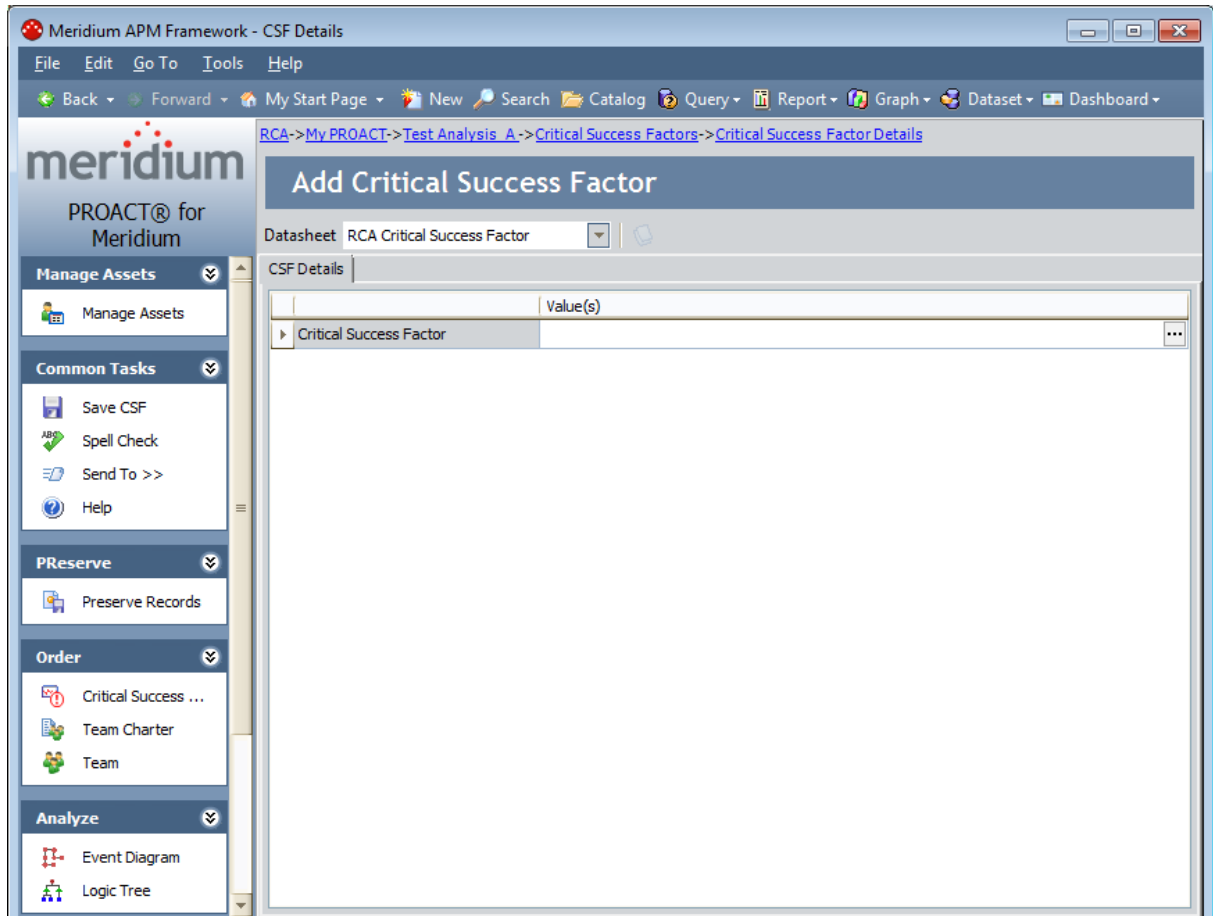 Meridium APM Framework - CSF Details
File Edit Go To Tools Help
Back Forward My Start Page New Search Catalog Query Report Graph Dataset Dashboard
meridium
PROACT® for
Meridium
RCA->My PROACT->Test Analysis A->Critical Success Factors->Critical Success Factor Details
Add Critical Success Factor
Datasheet RCA Critical Success Factor
CSF Details
Value(s)
Critical Success Factor ...
Manage Assets
Manage Assets
Common Tasks
Save CSF
ABC Spell Check
Send To >>
Help
PReserve
Preserve Records
Order
Critical Success ...
Team Charter
Team
Analyze
Event Diagram
Logic Tree